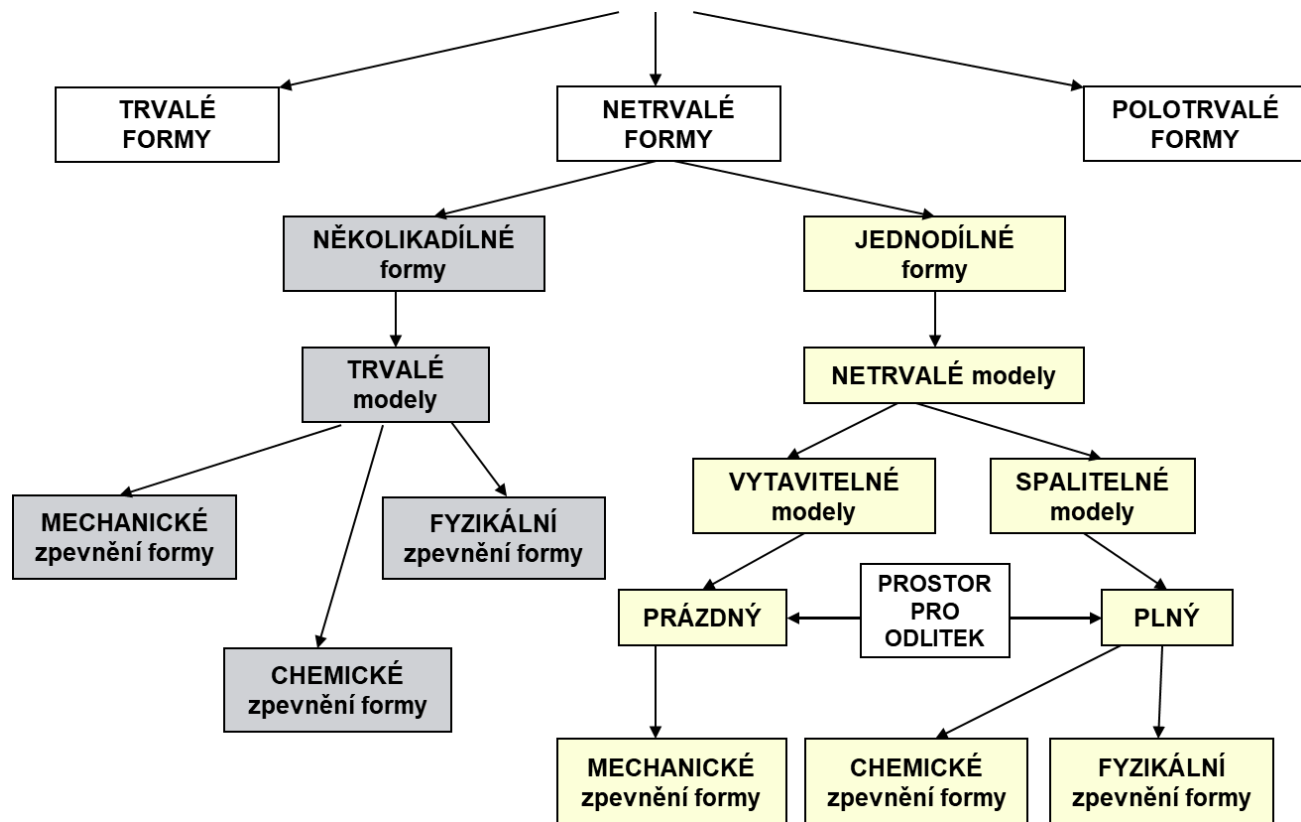 TRVALÉ
FORMY
NETRVALÉ
FORMY
POLOTRVALÉ
FORMY
NĚKOLIKADÍLNÉ
formy
JEDNODÍLNÉ
formy
TRVALÉ
modely
NETRVALÉ modely
VYTAVITELNÉ
modely
SPALITELNÉ
modely
MECHANICKÉ
zpevnění formy
FYZIKÁLNÍ
zpevnění formy
PRÁZDNÝ
PROSTOR
PRO
ODLITEK
PLNÝ
CHEMICKÉ
zpevnění formy
MECHANICKÉ
zpevnění formy
CHEMICKÉ
zpevnění formy
FYZIKÁLNÍ
zpevnění formy